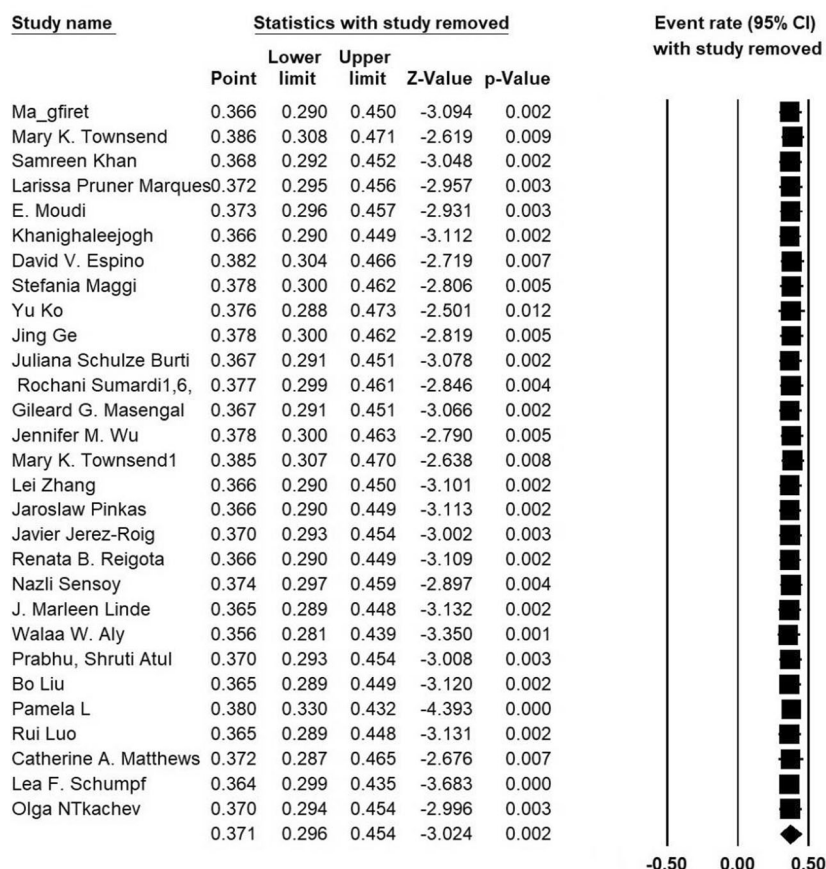 Study name Statistics with study removed Event rate (95% CI)
with study removed
Lower Upper
Point limit limit Z-Value p-Value
Ma_gfiret 0.366 0.290 0.450 -3.094 0.002
Mary K. Townsend 0.386 0.308 0.471 -2.619 0.009
Samreen Khan 0.368 0.292 0.452 -3.048 0.002
Larissa Pruner Marques 0.372 0.295 0.456 -2.957 0.003
E. Moudi 0.373 0.296 0.457 -2.931 0.003
Khanighaleejogh 0.366 0.290 0.449 -3.112 0.002
David V. Espino 0.382 0.304 0.466 -2.719 0.007
Stefania Maggi 0.378 0.300 0.462 -2.806 0.005
Yu Ko 0.376 0.288 0.473 -2.501 0.012
Jing Ge 0.378 0.300 0.462 -2.819 0.005
Juliana Schulze Burti 0.367 0.291 0.451 -3.078 0.002
Rochani Sumardi1,6, 0.377 0.299 0.461 -2.846 0.004
Gileard G. Masengal 0.367 0.291 0.451 -3.066 0.002
Jennifer M. Wu 0.378 0.300 0.463 -2.790 0.005
Mary K. Townsend1 0.385 0.307 0.470 -2.638 0.008
Lei Zhang 0.366 0.290 0.450 -3.101 0.002
Jaroslaw Pinkas 0.366 0.290 0.449 -3.113 0.002
Javier Jerez-Roig 0.370 0.293 0.454 -3.002 0.003
Renata B. Reigota 0.366 0.290 0.449 -3.109 0.002
Nazli Sensoy 0.374 0.297 0.459 -2.897 0.004
J. Marleen Linde 0.365 0.289 0.448 -3.132 0.002
Walaa W. Aly 0.356 0.281 0.439 -3.350 0.001
Prabhu, Shruti Atul 0.370 0.293 0.454 -3.008 0.003
Bo Liu 0.365 0.289 0.449 -3.120 0.002
Pamela L 0.380 0.330 0.432 -4.393 0.000
Rui Luo 0.365 0.289 0.448 -3.131 0.002
Catherine A. Matthews 0.372 0.287 0.465 -2.676 0.007
Lea F. Schumpf 0.364 0.299 0.435 -3.683 0.000
Olga NTkachev 0.370 0.294 0.454 -2.996 0.003
0.371 0.296 0.454 -3.024 0.002
-0.50 0.00 0.50